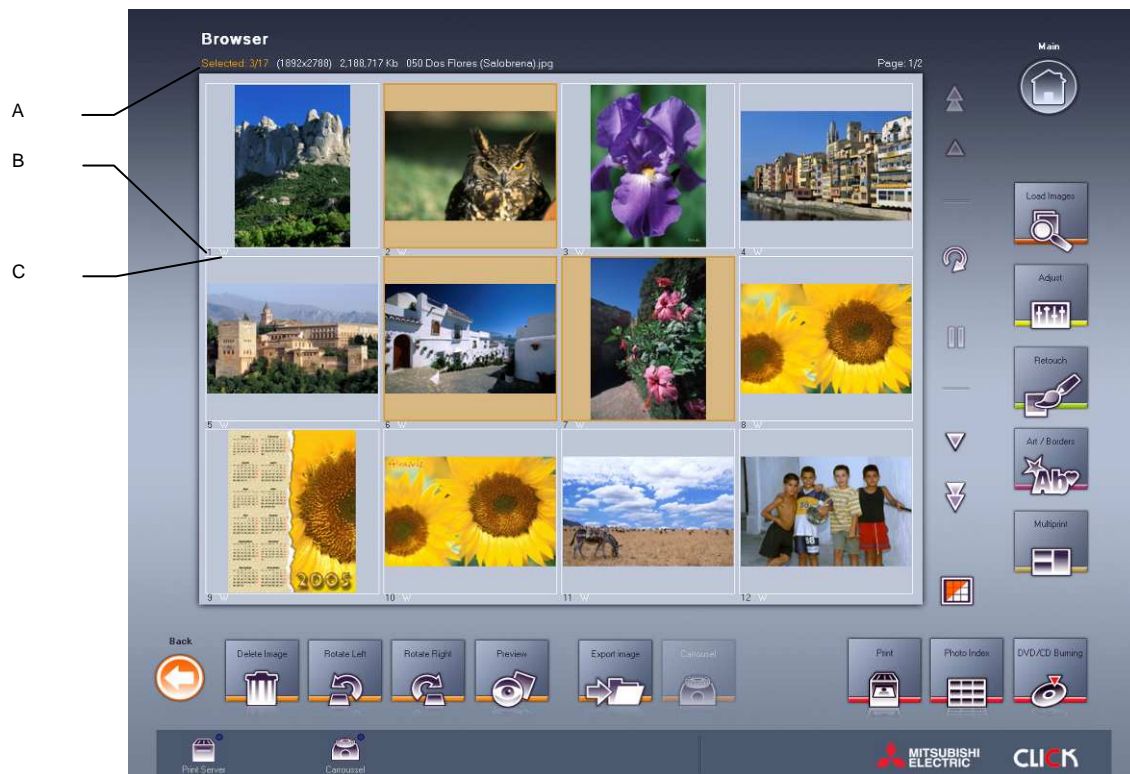 Browser
Main
Selected: 3/17 (1892x2788) 2,188,717 Kb 050 Dos Flores (Salobrena).jpg Page: 1/2
A
B
C
Load Images
Adjust
Retouch
Art / Borders
Ab
Multiprint
1 W 2 W 3 W 4 W
5 W 6 W 7 W 8 W
2005
9 W 10 W 11 W 12 W
Back
Delete Image
Rotate Left
Rotate Right
Preview
Export image
Carrousel
Print
Photo Index
DVD/CD Burning
Print Server
Carroussel
MITSUBISHI
ELECTRIC
CLICK